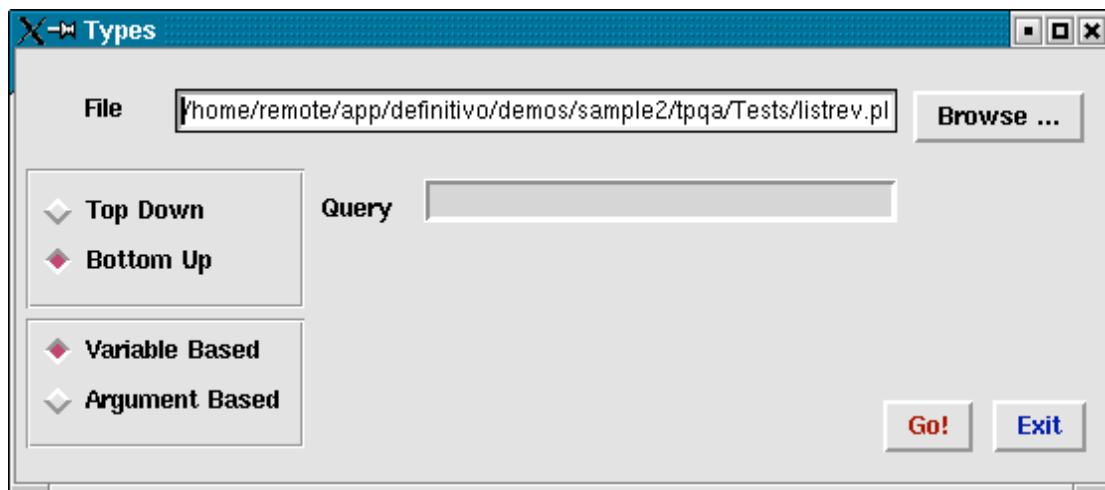 Types
File /home/remote/app/definitivo/demos/sample2/tpqa/Tests/listrev.pl Browse ...
Top Down Query
Bottom Up
Variable Based
Argument Based
Go! Exit